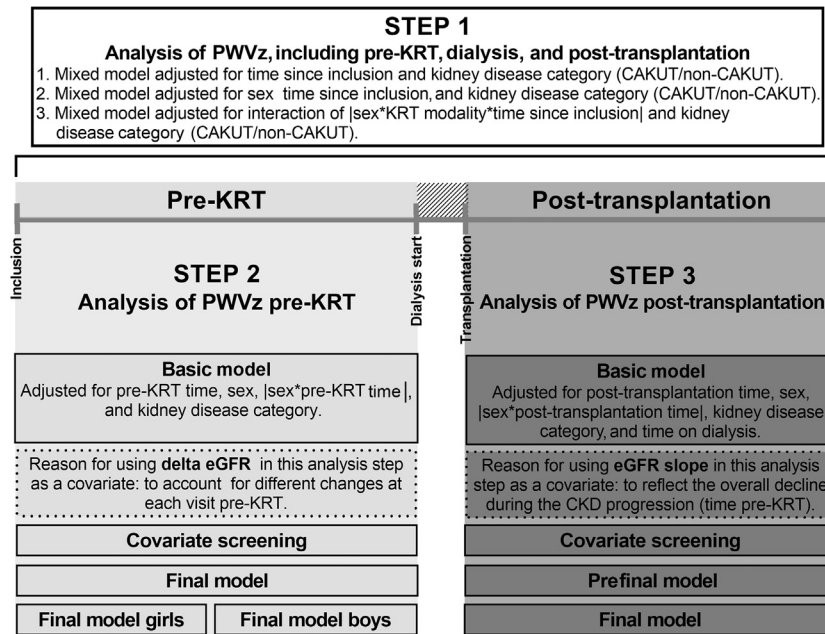 STEP 1
Analysis of PWVz, including pre-KRT, dialysis, and post-transplantation
1. Mixed model adjusted for time since inclusion and kidney disease category (CAKUT/non-CAKUT).
2. Mixed model adjusted for sex time since inclusion, and kidney disease category (CAKUT/non-CAKUT).
3. Mixed model adjusted for interaction of |sex*KRT modality*time since inclusion| and kidney
disease category (CAKUT/non-CAKUT).
Pre-KRT
Post-transplantation
Inclusion
Dialysis start
Transplantation
STEP 2
Analysis of PWVz pre-KRT
STEP 3
Analysis of PWVz post-transplantation
Basic model
Adjusted for pre-KRT time, sex, |sex*pre-KRT time|,
and kidney disease category.
Basic model
Adjusted for post-transplantation time, sex,
|sex*post-transplantation time|, kidney disease
category, and time on dialysis.
Reason for using delta eGFR in this analysis step
as a covariate: to account for different changes at
each visit pre-KRT.
Reason for using eGFR slope in this analysis
step as a covariate: to reflect the overall decline
during the CKD progression (time pre-KRT).
Covariate screening
Covariate screening
Final model
Prefinal model
Final model girls
Final model boys
Final model